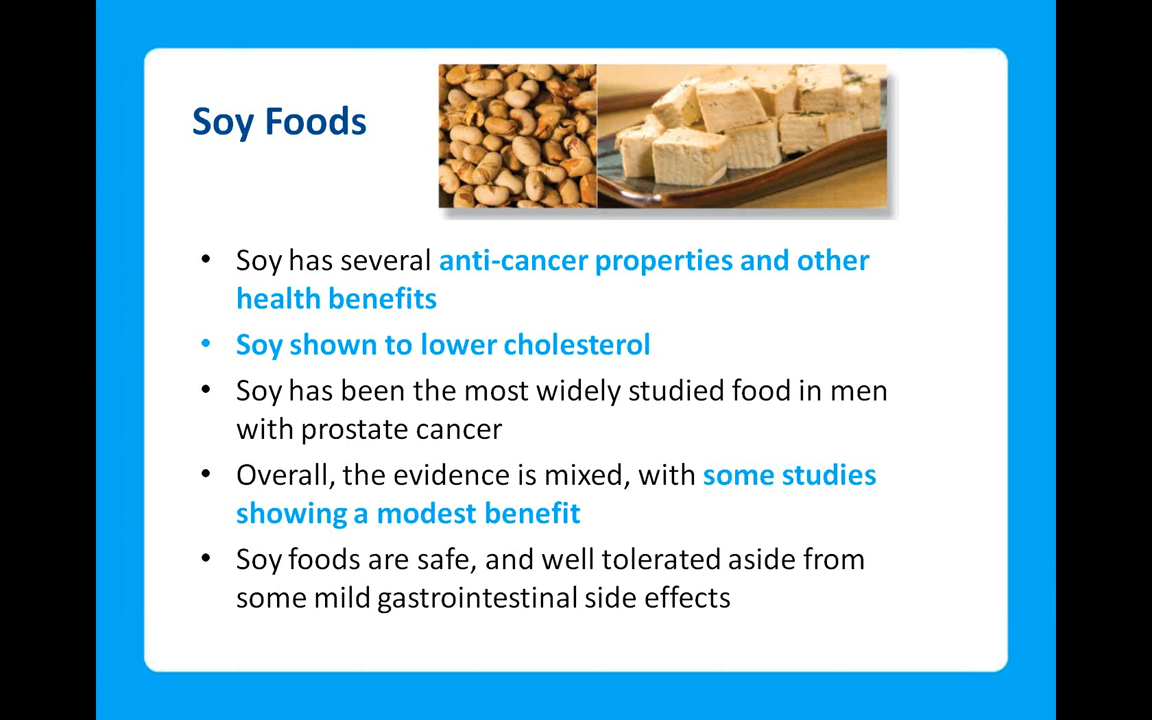 Soy Foods
• Soy has several anti-cancer properties and other
health benefits
• Soy shown to lower cholesterol
• Soy has been the most widely studied food in men
with prostate cancer
• Overall, the evidence is mixed, with some studies
showing a modest benefit
• Soy foods are safe, and well tolerated aside from
some mild gastrointestinal side effects